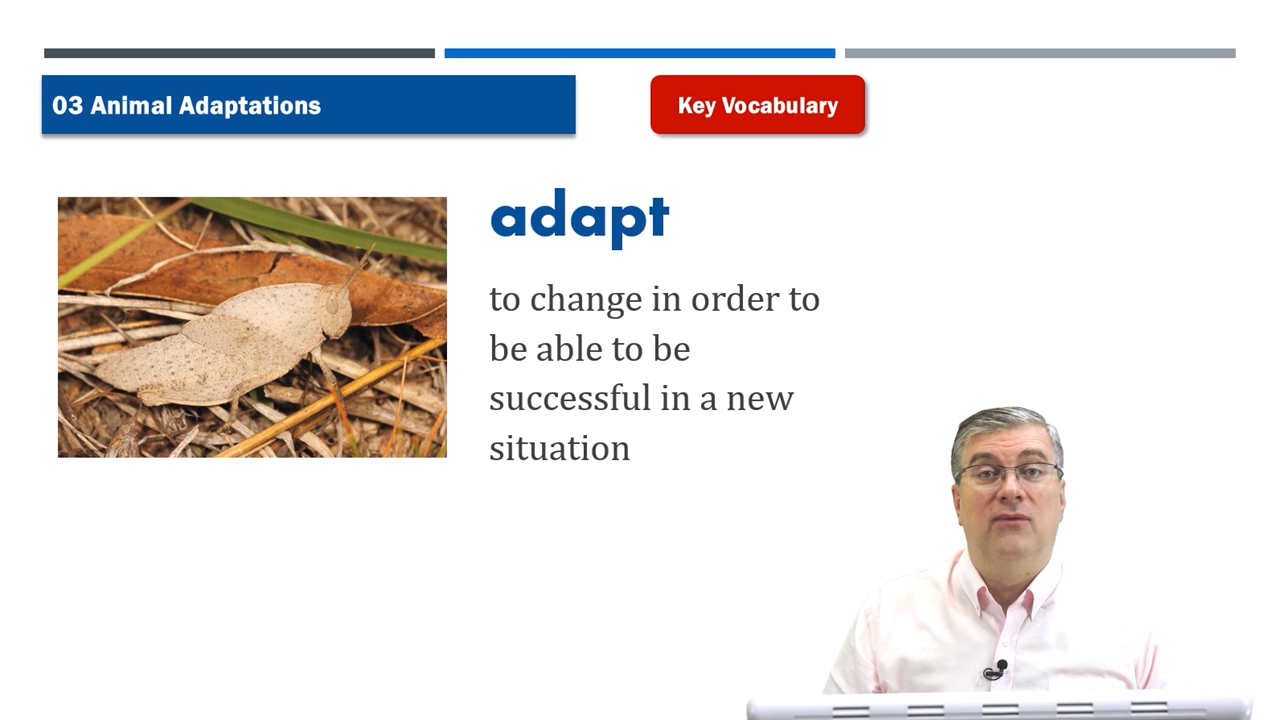 03 Animal Adaptations
Key Vocabulary
adapt
to change in order to
be able to be
successful in a new
situation